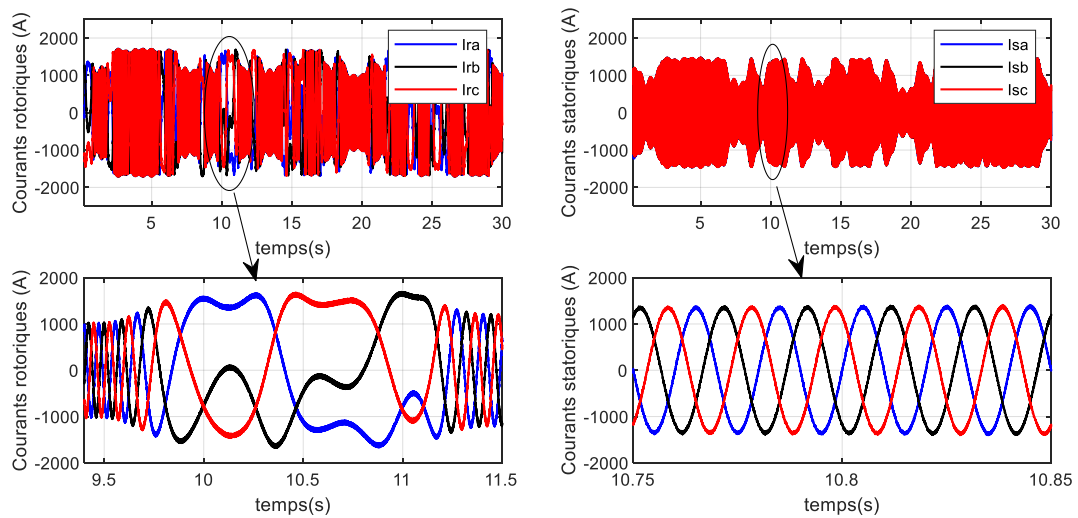 Courants rotoriques (A)
2000
1000
0
-1000
-2000
5
10
15
20
25
30
temps(s)
Ira
Irb
Irc
Courants statoriques (A)
2000
1000
0
-1000
-2000
5
10
15
20
25
30
temps(s)
Isa
Isb
Isc
Courants rotoriques (A)
2000
1000
0
-1000
-2000
9.5
10
10.5
11
11.5
temps(s)
Courants statoriques (A)
2000
1000
0
-1000
-2000
10.75
10.8
10.85
temps(s)